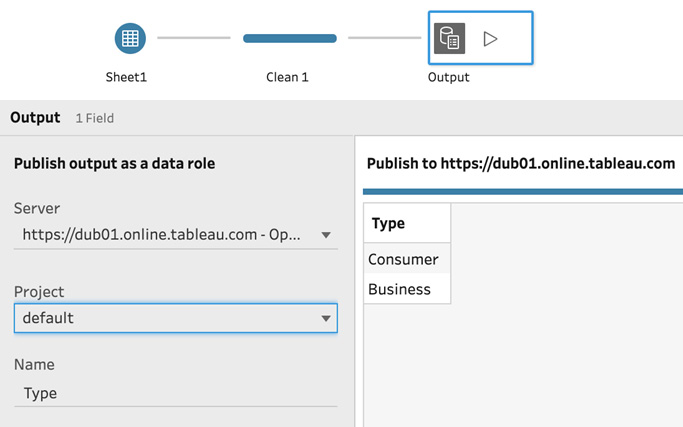 Sheet1
Clean 1
Output
Output 1 Field
Publish output as a data role
Server
https://dub01.online.tableau.com - Op...
Project
default
Name
Type
Publish to https://dub01.online.tableau.com
Type
Consumer
Business